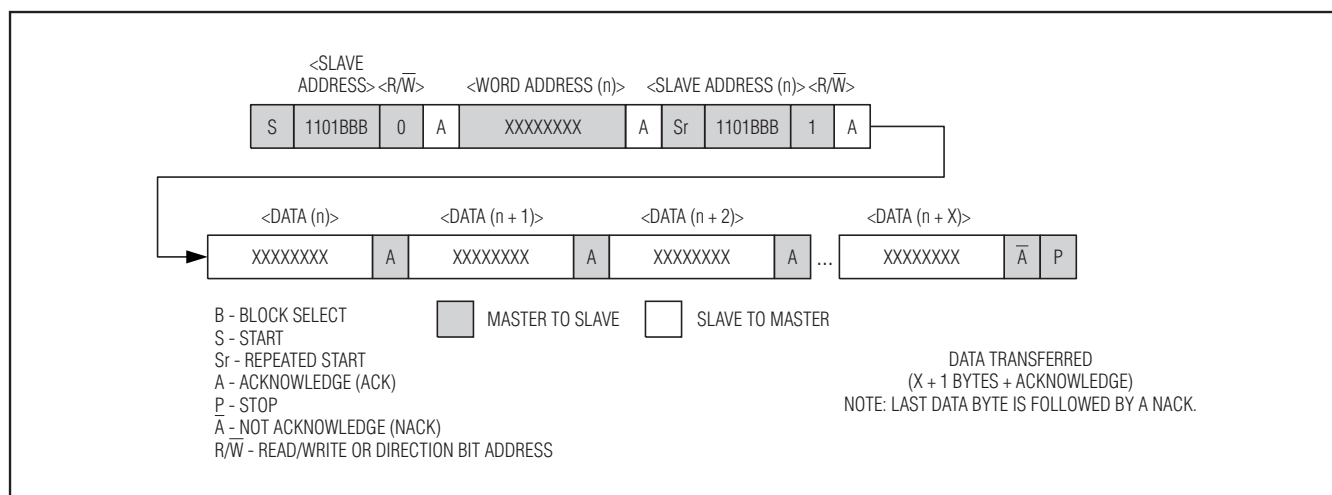 <SLAVE
ADDRESS> <R/W̅> <WORD ADDRESS (n)> <SLAVE ADDRESS (n)> <R/W̅>
S 1101BBB 0 A XXXXXXXX A Sr 1101BBB 1 A
<DATA (n)> <DATA (n + 1)> <DATA (n + 2)> <DATA (n + X)>
XXXXXXXX A XXXXXXXX A XXXXXXXX A ... XXXXXXXX A̅ P
B - BLOCK SELECT
S - START
Sr - REPEATED START
A - ACKNOWLEDGE (ACK)
P - STOP
A̅ - NOT ACKNOWLEDGE (NACK)
R/W̅ - READ/WRITE OR DIRECTION BIT ADDRESS
MASTER TO SLAVE
SLAVE TO MASTER
DATA TRANSFERRED
(X + 1 BYTES + ACKNOWLEDGE)
NOTE: LAST DATA BYTE IS FOLLOWED BY A NACK.